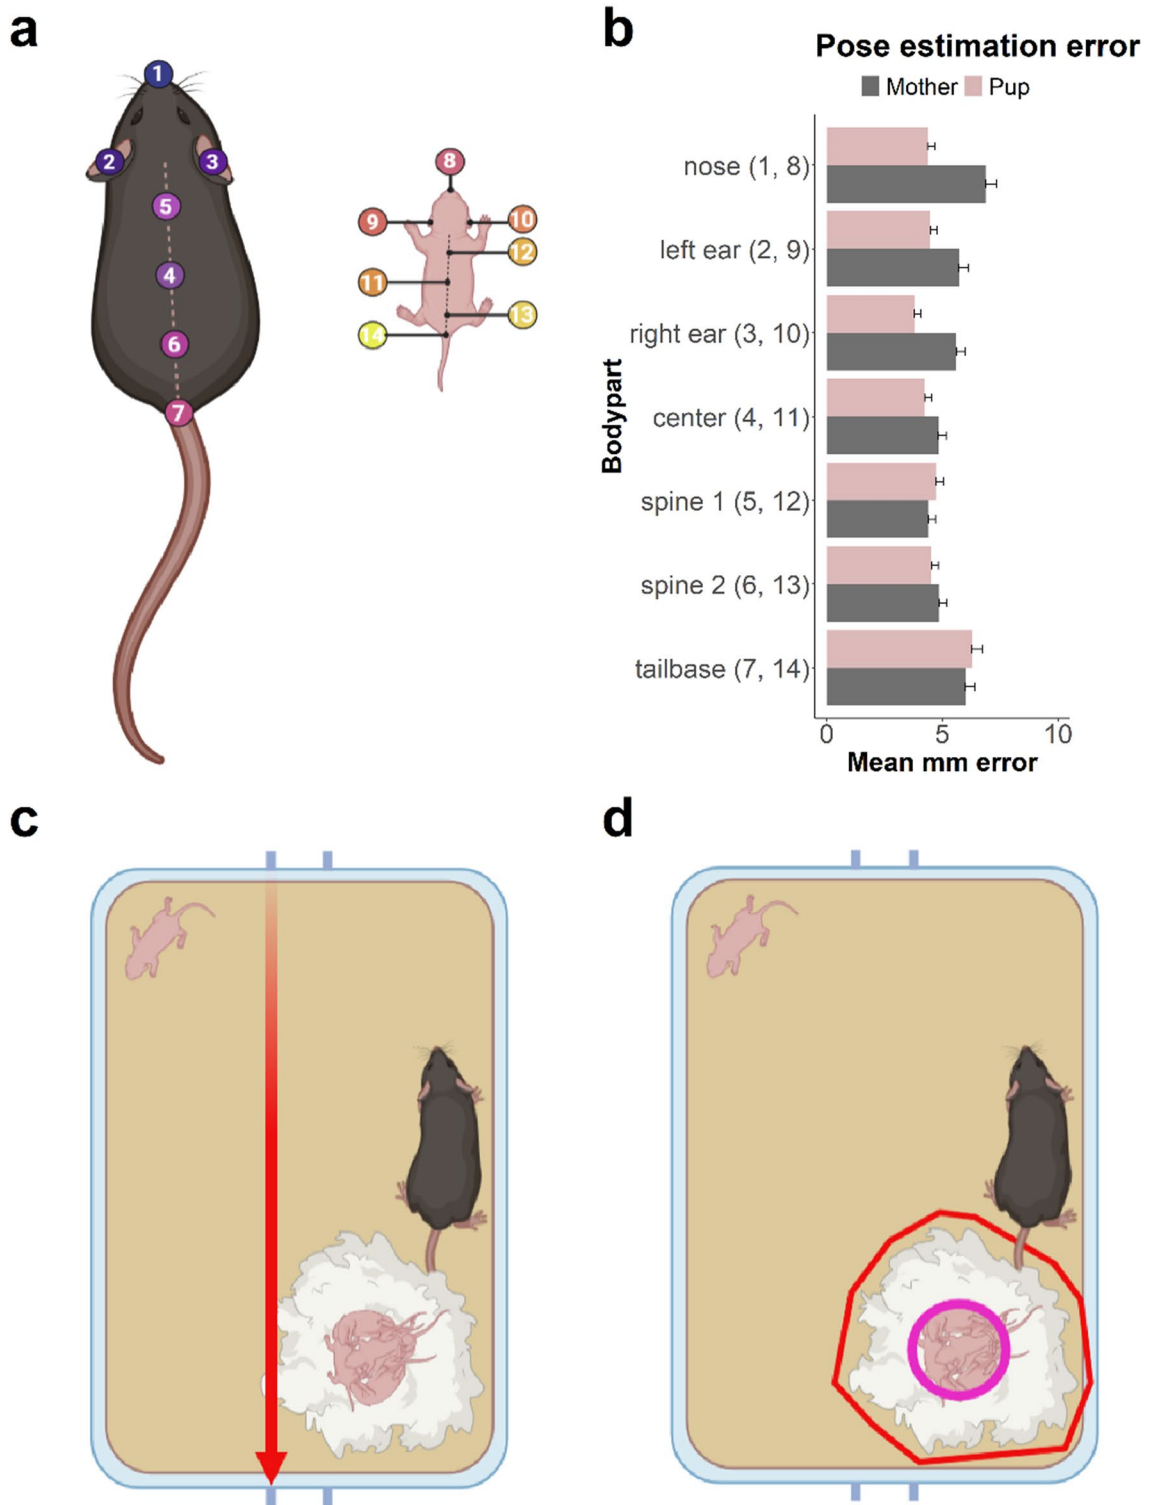 a
1
2
3
5
4
6
7
8
9
10
12
11
13
14
b
Pose estimation error
Mother Pup
Bodypart
nose (1, 8)
left ear (2, 9)
right ear (3, 10)
center (4, 11)
spine 1 (5, 12)
spine 2 (6, 13)
tailbase (7, 14)
0 5 10
Mean mm error
c
d